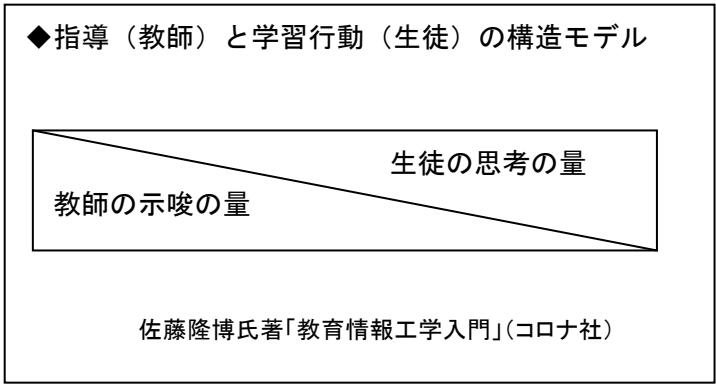 ◆指導（教師）と学習行動（生徒）の構造モデル
生徒の思考の量
教師の示唆の量
佐藤隆博氏著「教育情報工学入門」（コロナ社）